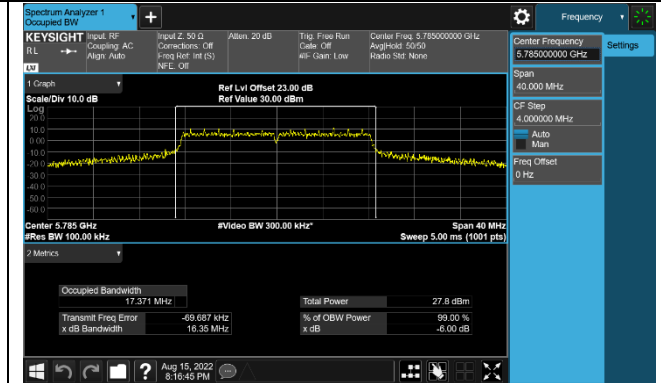 Spectrum Analyzer 1
Occupied BW
Frequency
KEYSIGHT
RL
LXI
Input: RF
Coupling: AC
Align: Auto
Input Z: 50 Ω
Corrections: Off
Freq Ref: Int (S)
NFE: Off
Atten: 20 dB
Trig: Free Run
Gate: Off
#IF Gain: Low
Center Freq: 5.785000000 GHz
Avg|Hold: 50/50
Radio Std: None
Center Frequency
5.785000000 GHz
Settings
Span
40.000 MHz
CF Step
4.000000 MHz
Auto
Man
Freq Offset
0 Hz
1 Graph
Scale/Div 10.0 dB
Ref Lvl Offset 23.00 dB
Ref Value 30.00 dBm
Log
20.0
10.0
0.00
-10.0
-20.0
-30.0
-40.0
-50.0
-60.0
Center 5.785 GHz
#Res BW 100.00 kHz
#Video BW 300.00 kHz*
Span 40 MHz
Sweep 5.00 ms (1001 pts)
2 Metrics
Occupied Bandwidth
17.371 MHz
Total Power 27.8 dBm
Transmit Freq Error -69.687 kHz
% of OBW Power 99.00 %
x dB Bandwidth 16.35 MHz
x dB -6.00 dB
Aug 15, 2022
8:16:45 PM